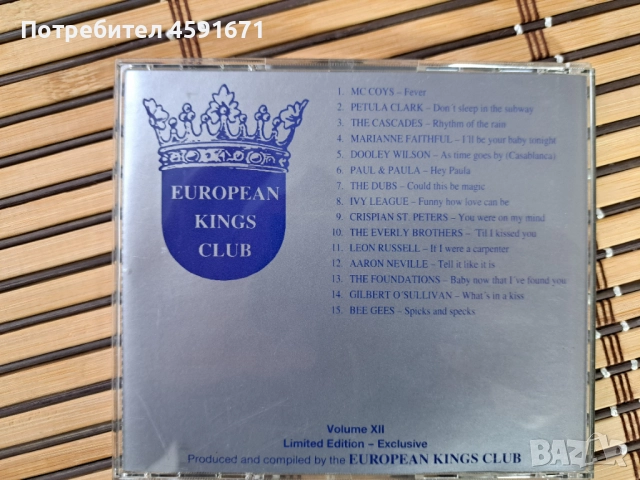 Потребител 4591671
EUROPEAN
KINGS
CLUB
1. MC COYS – Fever
2. PETULA CLARK – Don't sleep in the subway
3. THE CASCADES – Rhythm of the rain
4. MARIANNE FAITHFUL – I'll be your baby tonight
5. DOOLEY WILSON – As time goes by (Casablanca)
6. PAUL & PAULA – Hey Paula
7. THE DUBS – Could this be magic
8. IVY LEAGUE – Funny how love can be
9. CRISPIAN ST. PETERS – You were on my mind
10. THE EVERLY BROTHERS – 'Til I kissed you
11. LEON RUSSELL – If I were a carpenter
12. AARON NEVILLE – Tell it like it is
13. THE FOUNDATIONS – Baby now that I've found you
14. GILBERT O'SULLIVAN – What's in a kiss
15. BEE GEES – Spicks and specks
Volume XII
Limited Edition – Exclusive
Produced and compiled by the EUROPEAN KINGS CLUB
BAZAR